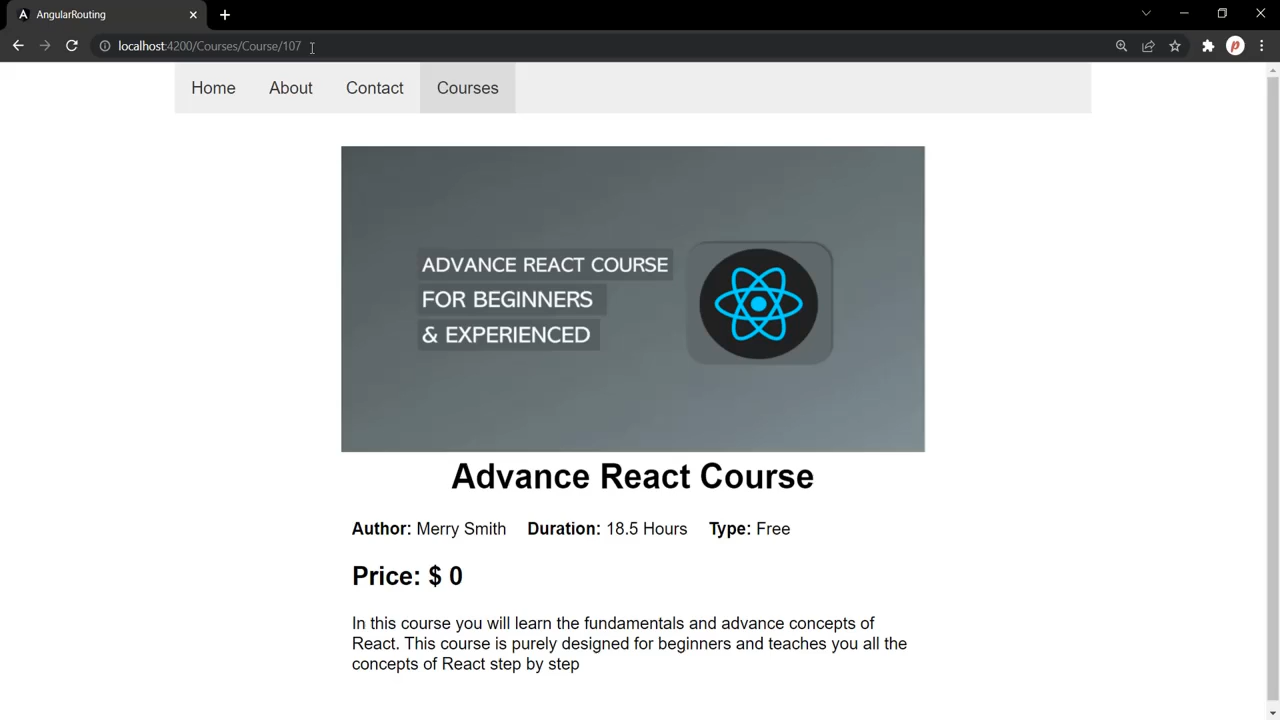 AngularRouting
localhost:4200/Courses/Course/107
Home About Contact Courses
ADVANCE REACT COURSE
FOR BEGINNERS
& EXPERIENCED
Advance React Course
Author: Merry Smith Duration: 18.5 Hours Type: Free
Price: $ 0
In this course you will learn the fundamentals and advance concepts of
React. This course is purely designed for beginners and teaches you all the
concepts of React step by step